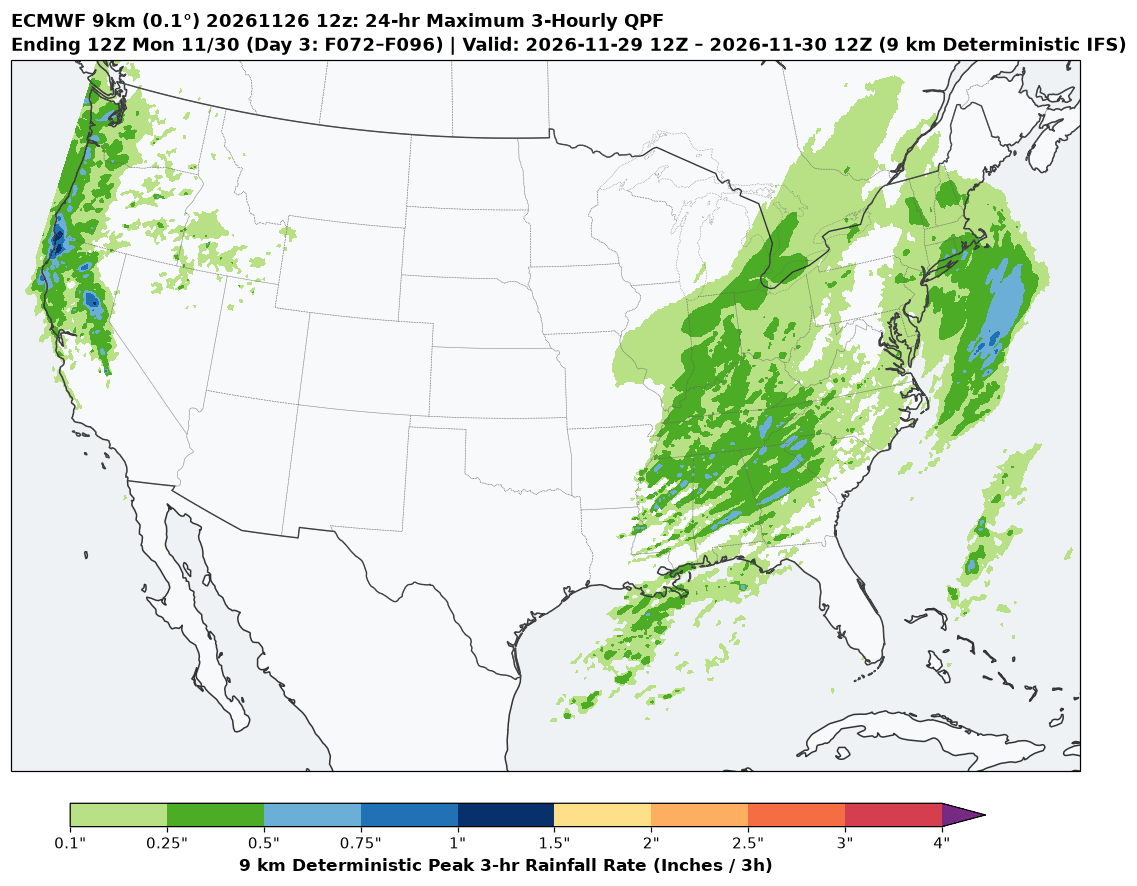 ECMWF 9km (0.1°) 20261126 12z: 24-hr Maximum 3-Hourly QPF
Ending 12Z Mon 11/30 (Day 3: F072–F096) | Valid: 2026-11-29 12Z – 2026-11-30 12Z (9 km Deterministic IFS)
0.1" 0.25" 0.5" 0.75" 1" 1.5" 2" 2.5" 3" 4"
9 km Deterministic Peak 3-hr Rainfall Rate (Inches / 3h)